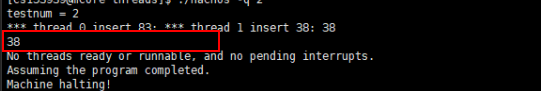 [cs153959@mcore threads]$ ./nachos -q 2
testnum = 2
*** thread 0 insert 83: *** thread 1 insert 38: 38
38
No threads ready or runnable, and no pending interrupts.
Assuming the program completed.
Machine halting!